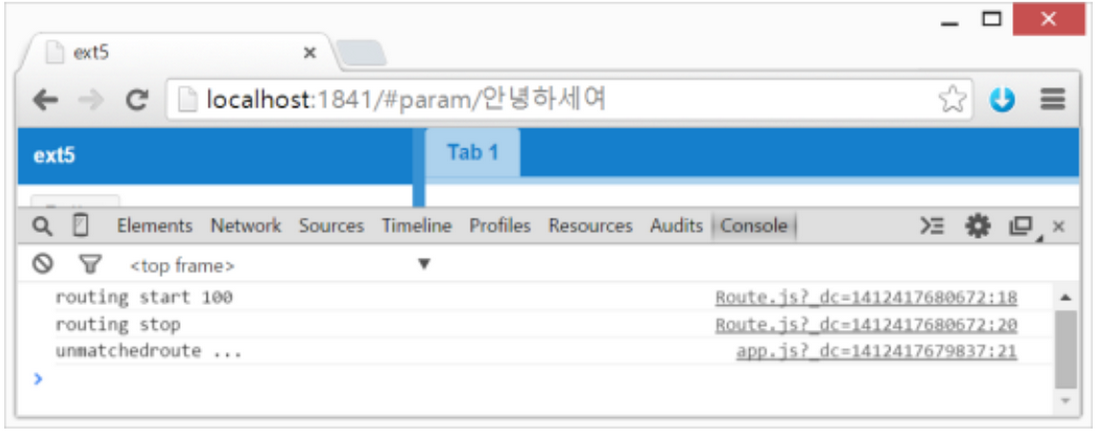 ext5
localhost:1841/#param/안녕하세여
ext5 Tab 1
Elements Network Sources Timeline Profiles Resources Audits Console
<top frame>
routing start 100 Route.js?_dc=1412417680672:18
routing stop Route.js?_dc=1412417680672:20
unmatchedroute ... app.js?_dc=1412417679837:21